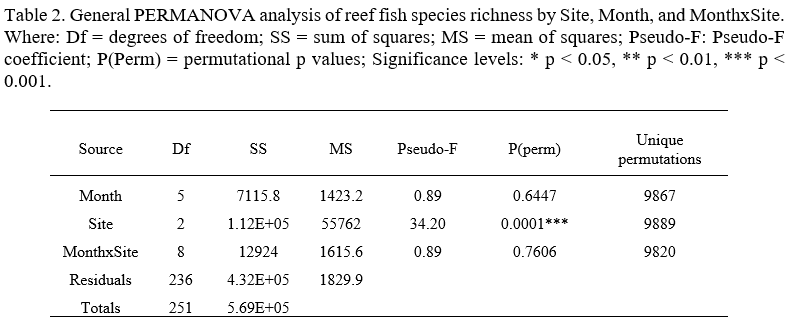 Table 2. General PERMANOVA analysis of reef fish species richness by Site, Month, and MonthxSite.
Where: Df = degrees of freedom; SS = sum of squares; MS = mean of squares; Pseudo-F: Pseudo-F
coefficient; P(Perm) = permutational p values; Significance levels: * p < 0.05, ** p < 0.01, *** p <
0.001.
Source Df SS MS Pseudo-F P(perm) Unique permutations
Month 5 7115.8 1423.2 0.89 0.6447 9867
Site 2 1.12E+05 55762 34.20 0.0001*** 9889
MonthxSite 8 12924 1615.6 0.89 0.7606 9820
Residuals 236 4.32E+05 1829.9
Totals 251 5.69E+05